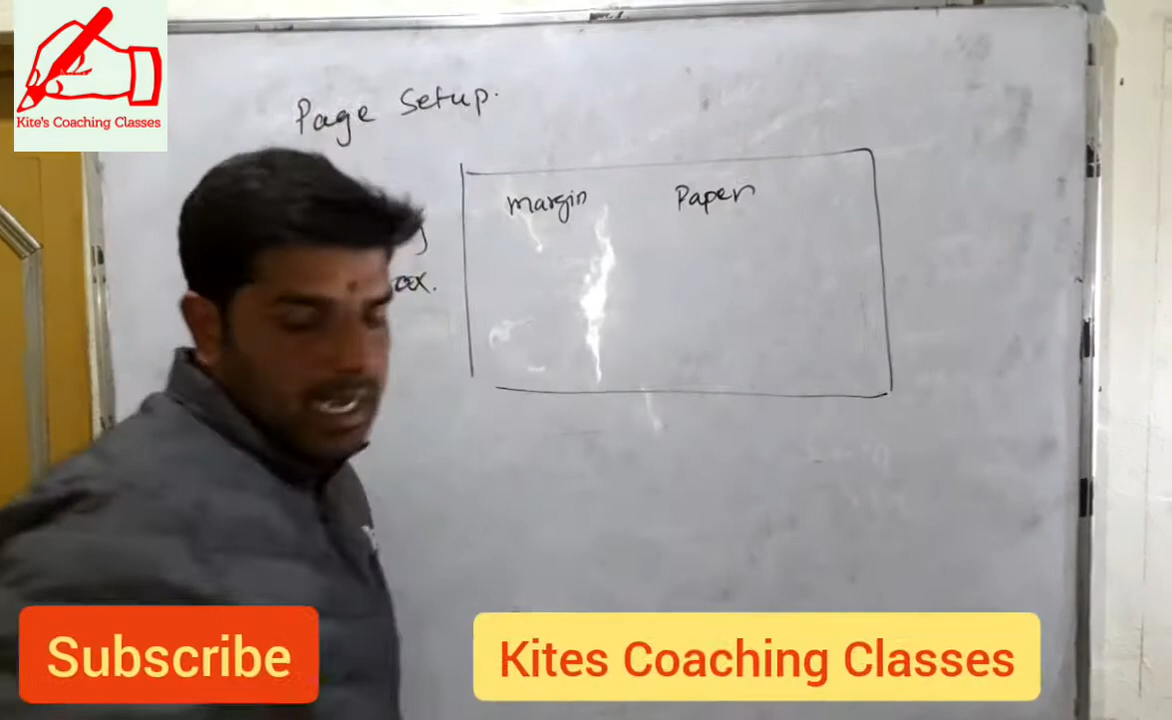 Kite's Coaching Classes
Page Setup.
Margin Paper
Subscribe
Kites Coaching Classes